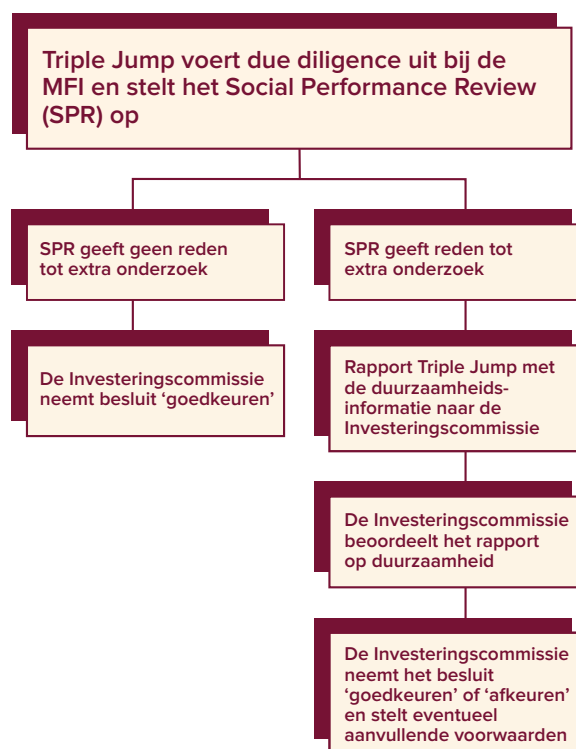 Triple Jump voert due diligence uit bij de
MFI en stelt het Social Performance Review
(SPR) op
SPR geeft geen reden
tot extra onderzoek
De Investeringscommissie
neemt besluit ‘goedkeuren’
SPR geeft reden tot
extra onderzoek
Rapport Triple Jump met
de duurzaamheids-
informatie naar de
Investeringscommissie
De Investeringscommissie
beoordeelt het rapport
op duurzaamheid
De Investeringscommissie
neemt het besluit
‘goedkeuren’ of ‘afkeuren’
en stelt eventueel
aanvullende voorwaarden